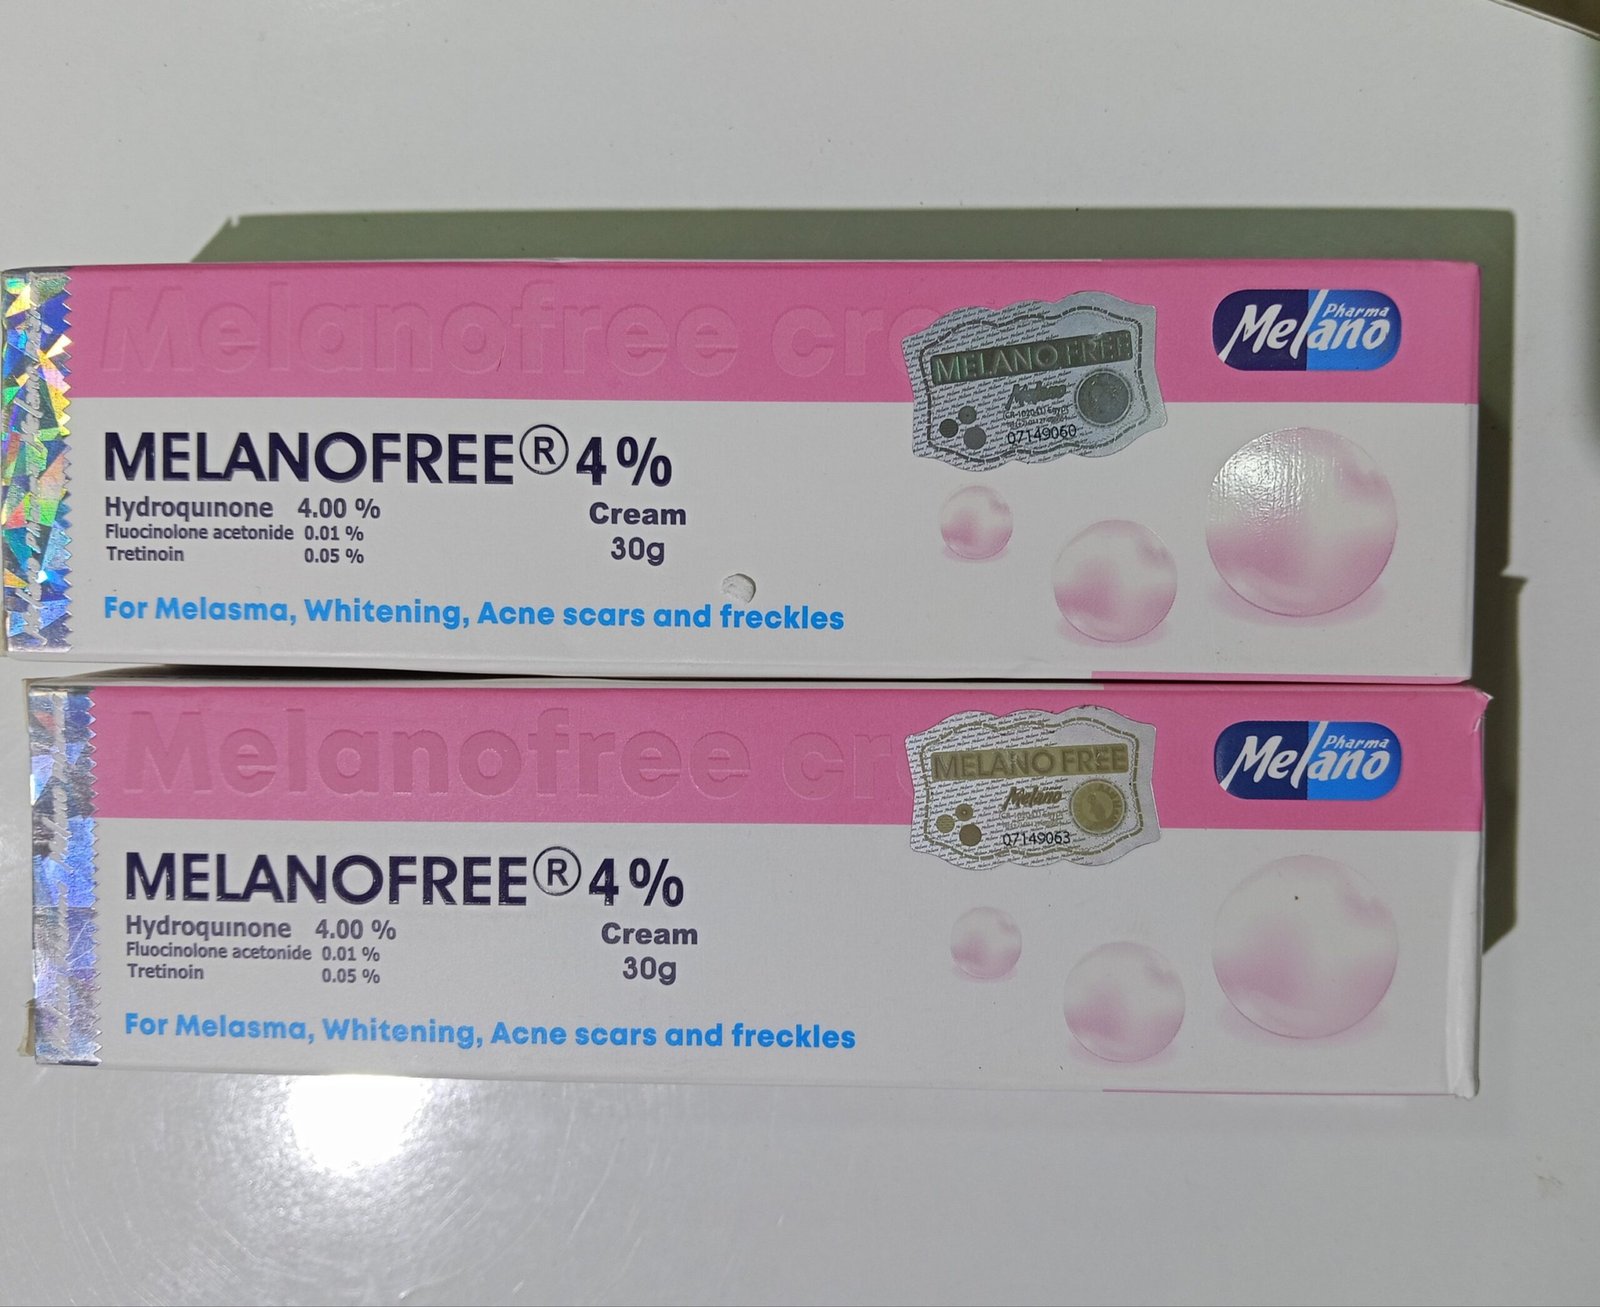 Melanofree cre
Melano Pharma
MELANO FREE
Melano
07149060
MELANOFREE® 4%
Hydroquinone 4.00 %
Fluocinolone acetonide 0.01 %
Tretinoin 0.05 %
Cream
30g
For Melasma, Whitening, Acne scars and freckles
Melanofree cre
Melano Pharma
MELANO FREE
Melano
07149063
MELANOFREE® 4%
Hydroquinone 4.00 %
Fluocinolone acetonide 0.01 %
Tretinoin 0.05 %
Cream
30g
For Melasma, Whitening, Acne scars and freckles